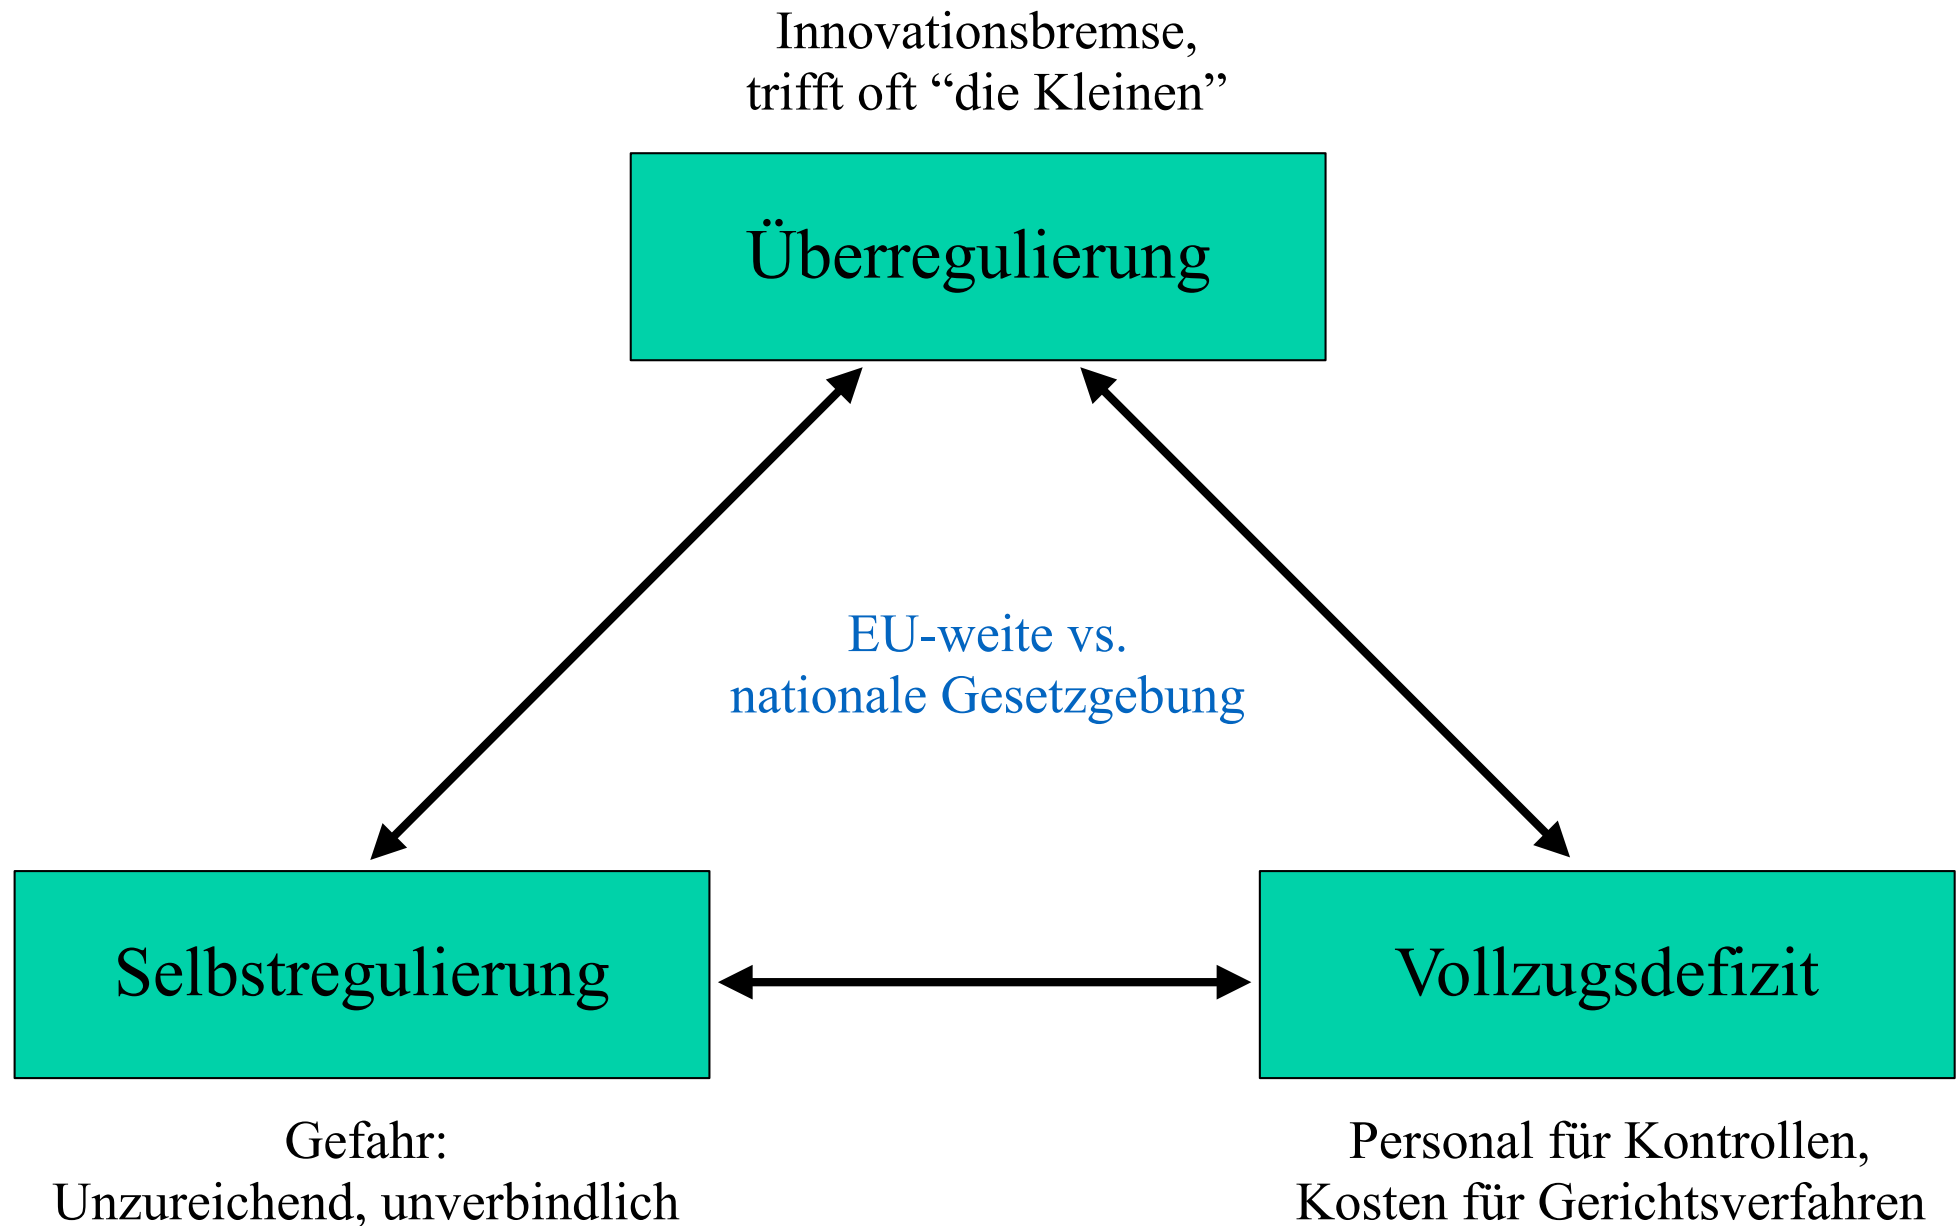 Innovationsbremse,
trifft oft “die Kleinen”
Überregulierung
EU-weite vs.
nationale Gesetzgebung
Selbstregulierung
Vollzugsdefizit
Gefahr:
Unzureichend, unverbindlich
Personal für Kontrollen,
Kosten für Gerichtsverfahren